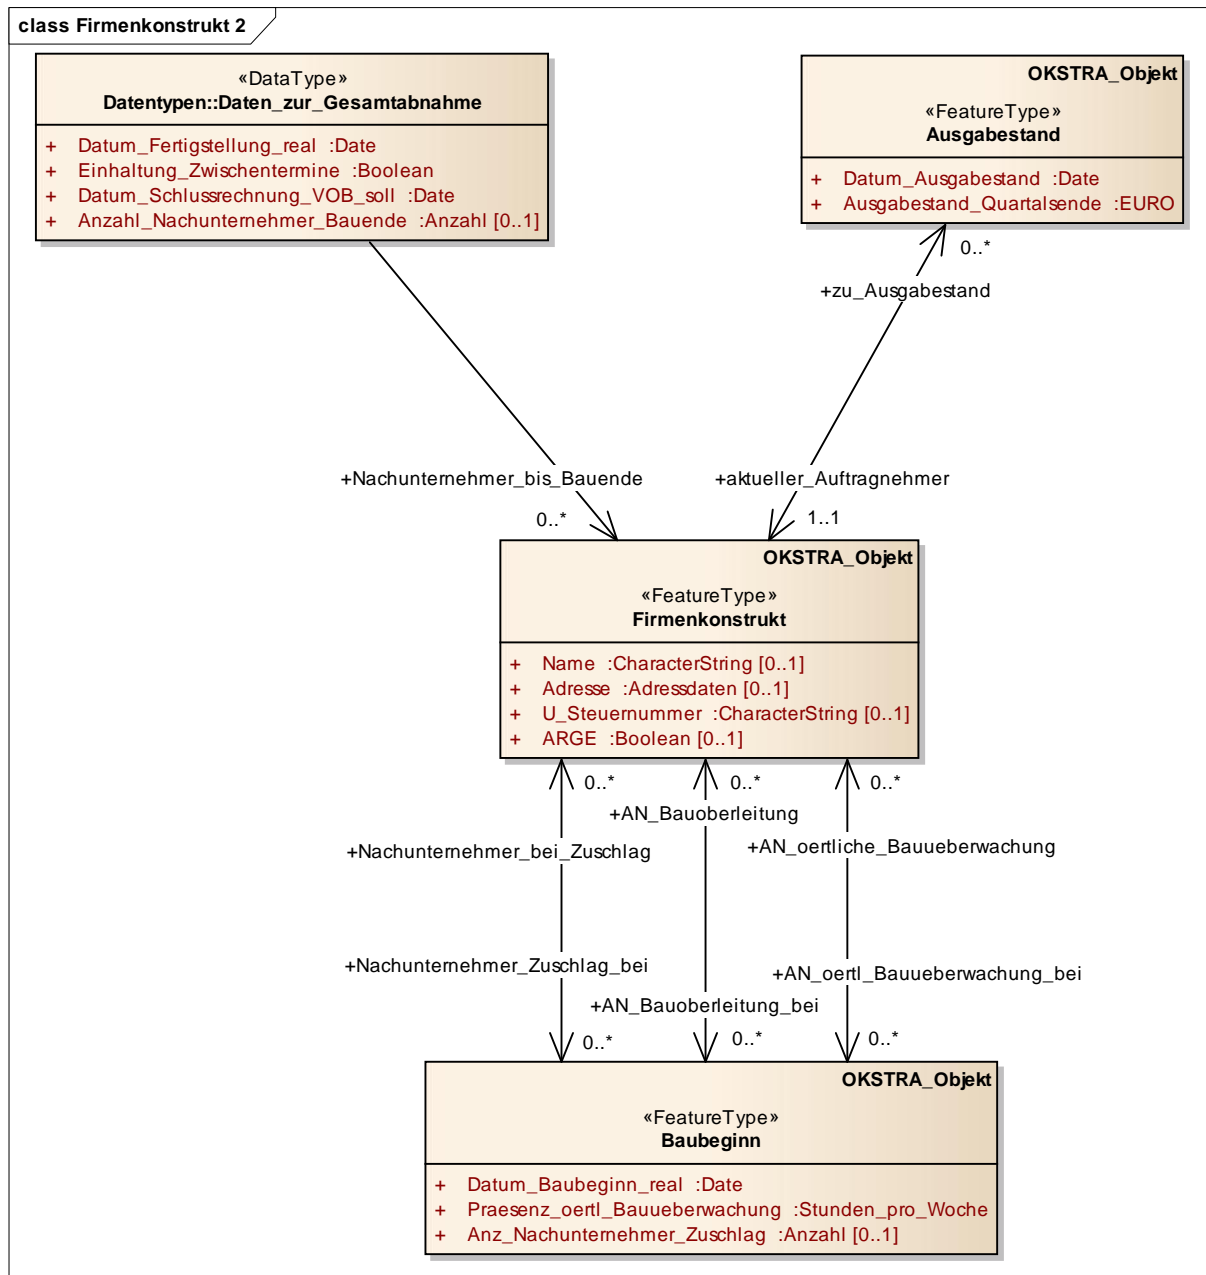 class Firmenkonstrukt 2
«DataType»
Datentypen::Daten_zur_Gesamtabnahme
+ Datum_Fertigstellung_real :Date
+ Einhaltung_Zwischentermine :Boolean
+ Datum_Schlussrechnung_VOB_soll :Date
+ Anzahl_Nachunternehmer_Bauende :Anzahl [0..1]
OKSTRA_Objekt
«FeatureType»
Ausgabestand
+ Datum_Ausgabestand :Date
+ Ausgabestand_Quartalsende :EURO
0..*
+zu_Ausgabestand
+Nachunternehmer_bis_Bauende
0..*
+aktueller_Auftragnehmer
1..1
OKSTRA_Objekt
«FeatureType»
Firmenkonstrukt
+ Name :CharacterString [0..1]
+ Adresse :Adressdaten [0..1]
+ U_Steuernummer :CharacterString [0..1]
+ ARGE :Boolean [0..1]
0..*
0..*
0..*
+AN_Bauoberleitung
+Nachunternehmer_bei_Zuschlag
+AN_oertliche_Bauueberwachung
+Nachunternehmer_Zuschlag_bei
+AN_oertl_Bauueberwachung_bei
+AN_Bauoberleitung_bei
0..*
0..*
0..*
OKSTRA_Objekt
«FeatureType»
Baubeginn
+ Datum_Baubeginn_real :Date
+ Praesenz_oertl_Bauueberwachung :Stunden_pro_Woche
+ Anz_Nachunternehmer_Zuschlag :Anzahl [0..1]